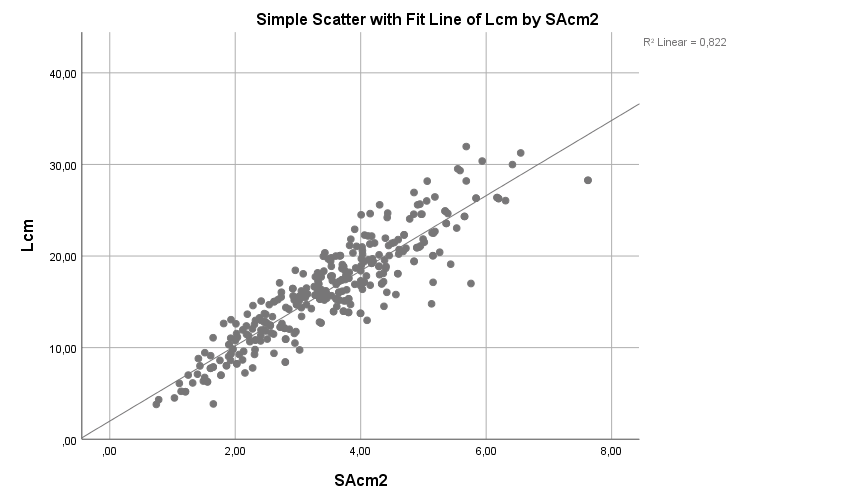 Simple Scatter with Fit Line of Lcm by SAcm2
R² Linear = 0,822
40,00
30,00
20,00
10,00
,00
Lcm
,00 2,00 4,00 6,00 8,00
SAcm2